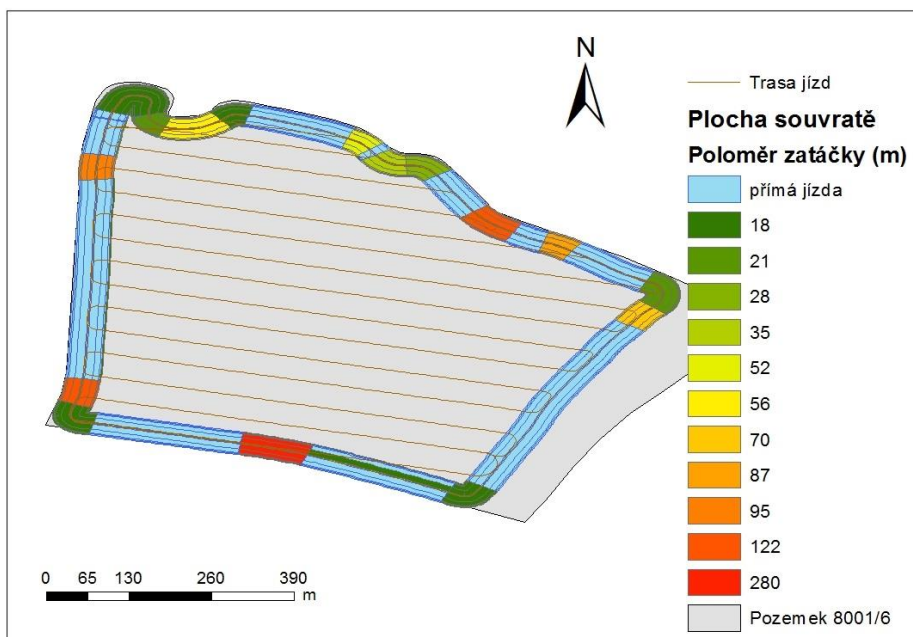 N
Trasa jízd
Plocha souvratě
Poloměr zatáčky (m)
přímá jízda
18
21
28
35
52
56
70
87
95
122
280
Pozemek 8001/6
0 65 130 260 390
m